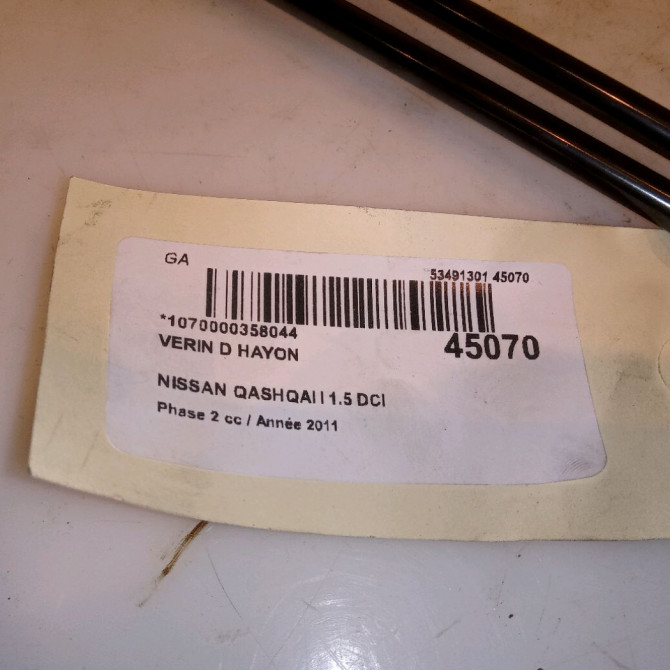 GA
53491301 45070
*1070000358044
45070
VERIN D HAYON
NISSAN QASHQAI I 1.5 DCI
Phase 2 cc / Année 2011